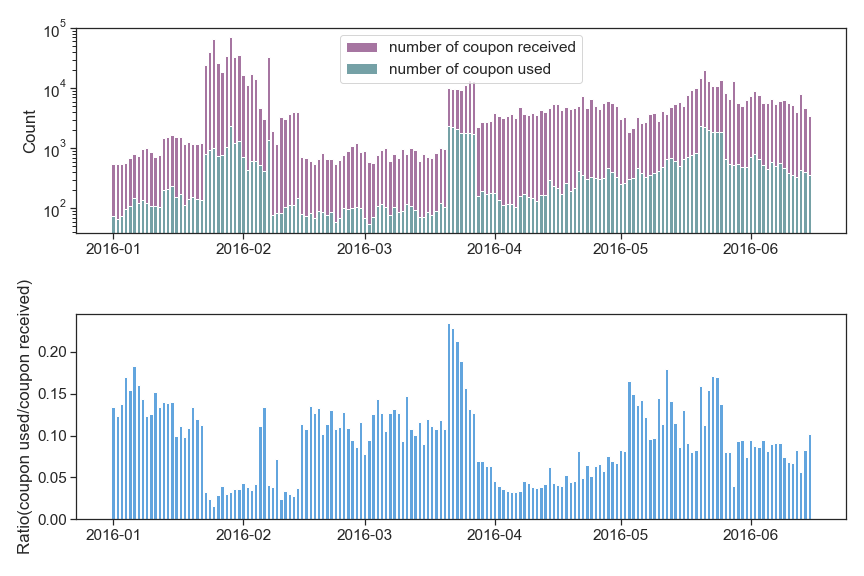 10^5
number of coupon received
number of coupon used
10^4
10^3
10^2
Count
2016-01 2016-02 2016-03 2016-04 2016-05 2016-06
0.20
0.15
0.10
0.05
0.00
Ratio(coupon used/coupon received)
2016-01 2016-02 2016-03 2016-04 2016-05 2016-06